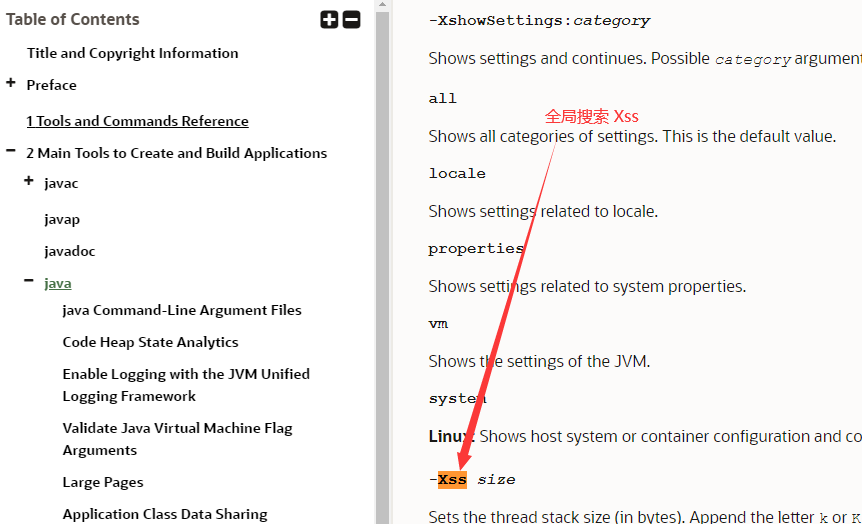 Table of Contents
Title and Copyright Information
Preface
1 Tools and Commands Reference
2 Main Tools to Create and Build Applications
javac
javap
javadoc
java
java Command-Line Argument Files
Code Heap State Analytics
Enable Logging with the JVM Unified
Logging Framework
Validate Java Virtual Machine Flag
Arguments
Large Pages
Application Class Data Sharing
-XshowSettings:category
Shows settings and continues. Possible category argument
all
全局搜索 Xss
Shows all categories of settings. This is the default value.
locale
Shows settings related to locale.
properties
Shows settings related to system properties.
vm
Shows the settings of the JVM.
system
Linux: Shows host system or container configuration and co
-Xss size
Sets the thread stack size (in bytes). Append the letter k or K